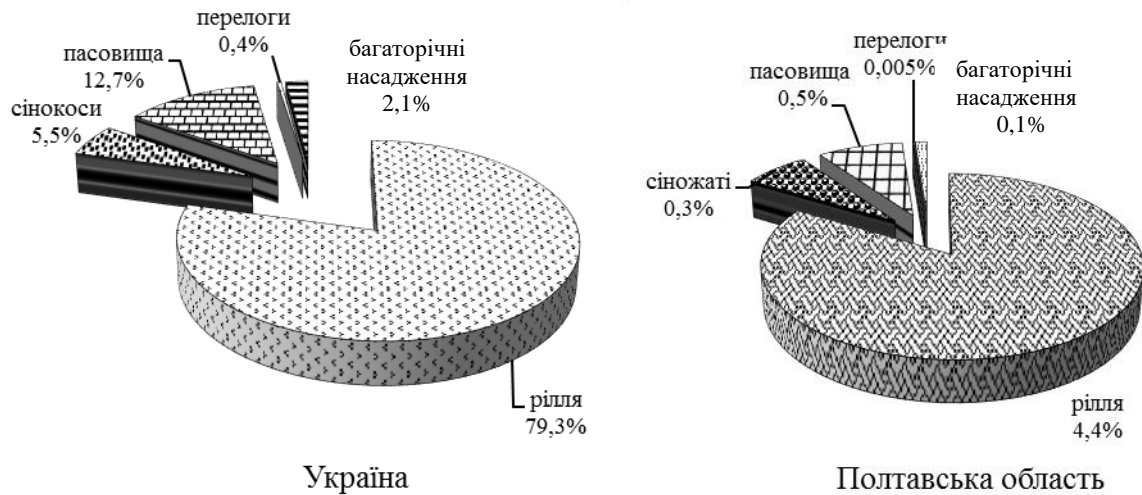 перелоги
0,4%
пасовища
12,7%
сінокоси
5,5%
багаторічні
насадження
2,1%
рілля
79,3%
Україна
перелоги
0,005%
пасовища
0,5%
сіножаті
0,3%
багаторічні
насадження
0,1%
рілля
4,4%
Полтавська область